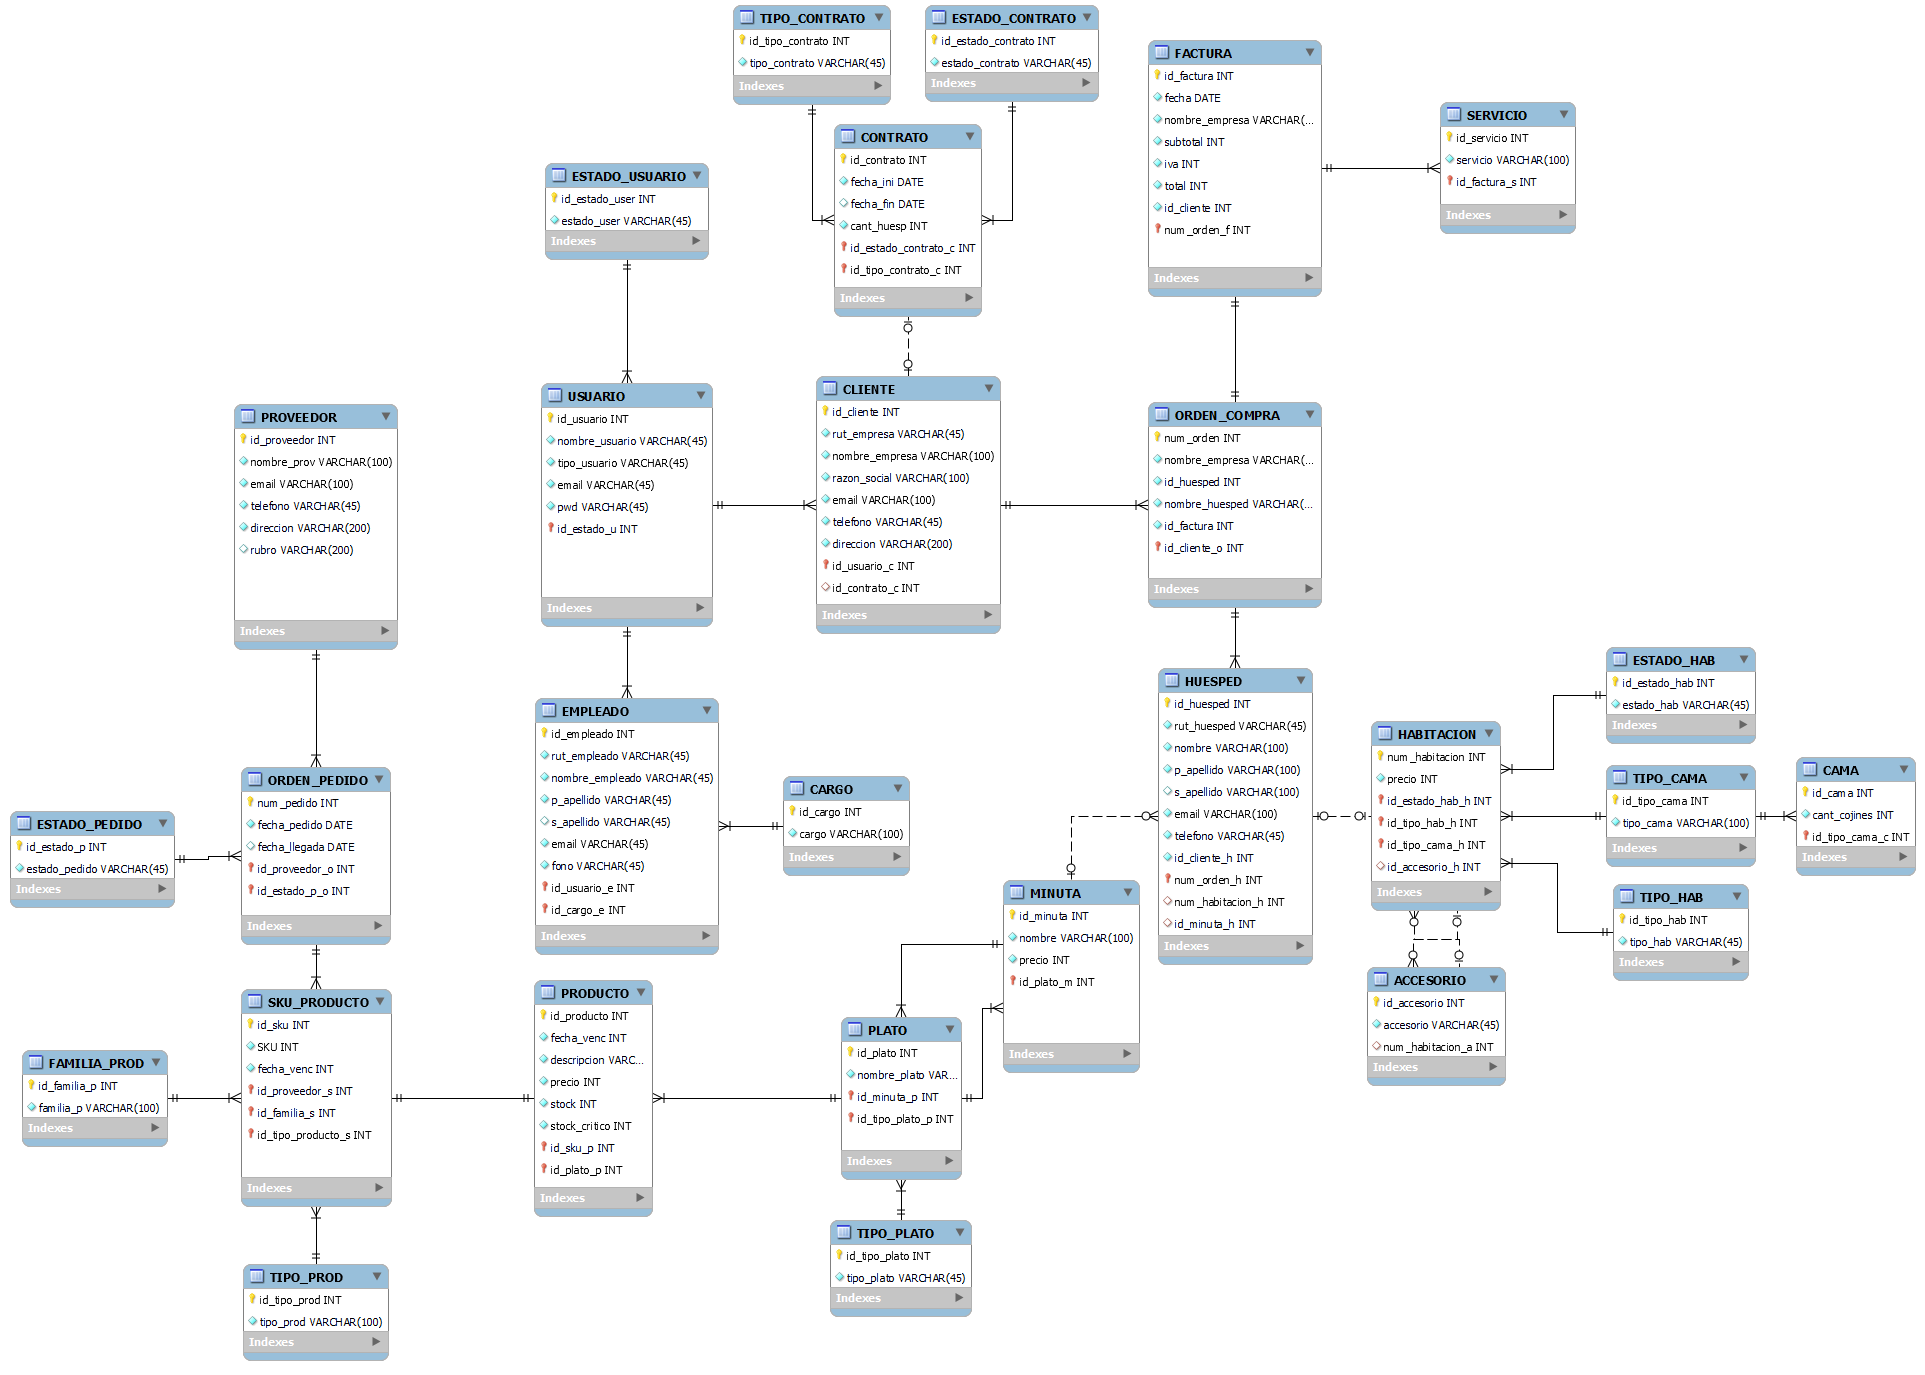 TIPO_CONTRATO
id_tipo_contrato INT
tipo_contrato VARCHAR(45)
Indexes
ESTADO_CONTRATO
id_estado_contrato INT
estado_contrato VARCHAR(45)
Indexes
FACTURA
id_factura INT
fecha DATE
nombre_empresa VARCHAR(...
subtotal INT
iva INT
total INT
id_cliente INT
num_orden_f INT
Indexes
SERVICIO
id_servicio INT
servicio VARCHAR(100)
id_factura_s INT
Indexes
CONTRATO
id_contrato INT
fecha_ini DATE
fecha_fin DATE
cant_huesp INT
id_estado_contrato_c INT
id_tipo_contrato_c INT
Indexes
ESTADO_USUARIO
id_estado_user INT
estado_user VARCHAR(45)
Indexes
PROVEEDOR
id_proveedor INT
nombre_prov VARCHAR(100)
email VARCHAR(100)
telefono VARCHAR(45)
direccion VARCHAR(200)
rubro VARCHAR(200)
Indexes
USUARIO
id_usuario INT
nombre_usuario VARCHAR(45)
tipo_usuario VARCHAR(45)
email VARCHAR(45)
pwd VARCHAR(45)
id_estado_u INT
Indexes
CLIENTE
id_cliente INT
rut_empresa VARCHAR(45)
nombre_empresa VARCHAR(100)
razon_social VARCHAR(100)
email VARCHAR(100)
telefono VARCHAR(45)
direccion VARCHAR(200)
id_usuario_c INT
id_contrato_c INT
Indexes
ORDEN_COMPRA
num_orden INT
nombre_empresa VARCHAR(...
id_huesped INT
nombre_huesped VARCHAR(...
id_factura INT
id_cliente_o INT
Indexes
EMPLEADO
id_empleado INT
rut_empleado VARCHAR(45)
nombre_empleado VARCHAR(45)
p_apellido VARCHAR(45)
s_apellido VARCHAR(45)
email VARCHAR(45)
fono VARCHAR(45)
id_usuario_e INT
id_cargo_e INT
Indexes
CARGO
id_cargo INT
cargo VARCHAR(100)
Indexes
HUESPED
id_huesped INT
rut_huesped VARCHAR(45)
nombre VARCHAR(100)
p_apellido VARCHAR(100)
s_apellido VARCHAR(100)
email VARCHAR(100)
telefono VARCHAR(45)
id_cliente_h INT
num_orden_h INT
num_habitacion_h INT
id_minuta_h INT
Indexes
HABITACION
num_habitacion INT
precio INT
id_estado_hab_h INT
id_tipo_hab_h INT
id_tipo_cama_h INT
id_accesorio_h INT
Indexes
ESTADO_HAB
id_estado_hab INT
estado_hab VARCHAR(45)
Indexes
TIPO_CAMA
id_tipo_cama INT
tipo_cama VARCHAR(100)
Indexes
CAMA
id_cama INT
cant_cojines INT
id_tipo_cama_c INT
Indexes
TIPO_HAB
id_tipo_hab INT
tipo_hab VARCHAR(45)
Indexes
ORDEN_PEDIDO
num_pedido INT
fecha_pedido DATE
fecha_llegada DATE
id_proveedor_o INT
id_estado_p_o INT
Indexes
ESTADO_PEDIDO
id_estado_p INT
estado_pedido VARCHAR(45)
Indexes
MINUTA
id_minuta INT
nombre VARCHAR(100)
precio INT
id_plato_m INT
Indexes
ACCESORIO
id_accesorio INT
accesorio VARCHAR(45)
num_habitacion_a INT
Indexes
SKU_PRODUCTO
id_sku INT
SKU INT
fecha_venc INT
id_proveedor_s INT
id_familia_s INT
id_tipo_producto_s INT
Indexes
FAMILIA_PROD
id_familia_p INT
familia_p VARCHAR(100)
Indexes
PRODUCTO
id_producto INT
fecha_venc INT
descripcion VARC...
precio INT
stock INT
stock_critico INT
id_sku_p INT
id_plato_p INT
Indexes
PLATO
id_plato INT
nombre_plato VAR...
id_minuta_p INT
id_tipo_plato_p INT
Indexes
TIPO_PLATO
id_tipo_plato INT
tipo_plato VARCHAR(45)
Indexes
TIPO_PROD
id_tipo_prod INT
tipo_prod VARCHAR(100)
Indexes